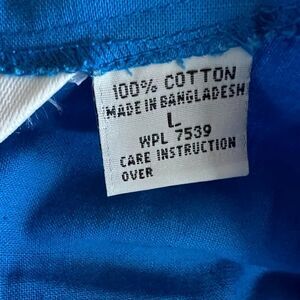 100% COTTON
MADE IN BANGLADESH
L
WPL 7539
CARE INSTRUCTION
OVER